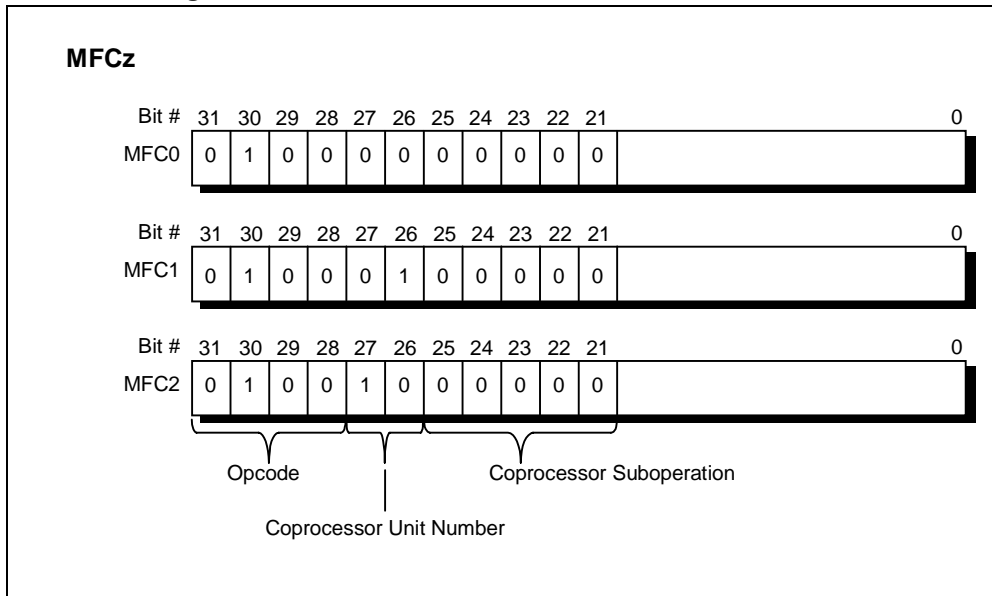 MFCz
Bit # 31 30 29 28 27 26 25 24 23 22 21 0
MFC0 0 1 0 0 0 0 0 0 0 0 0
Bit # 31 30 29 28 27 26 25 24 23 22 21 0
MFC1 0 1 0 0 0 1 0 0 0 0 0
Bit # 31 30 29 28 27 26 25 24 23 22 21 0
MFC2 0 1 0 0 1 0 0 0 0 0 0
Opcode Coprocessor Suboperation
Coprocessor Unit Number